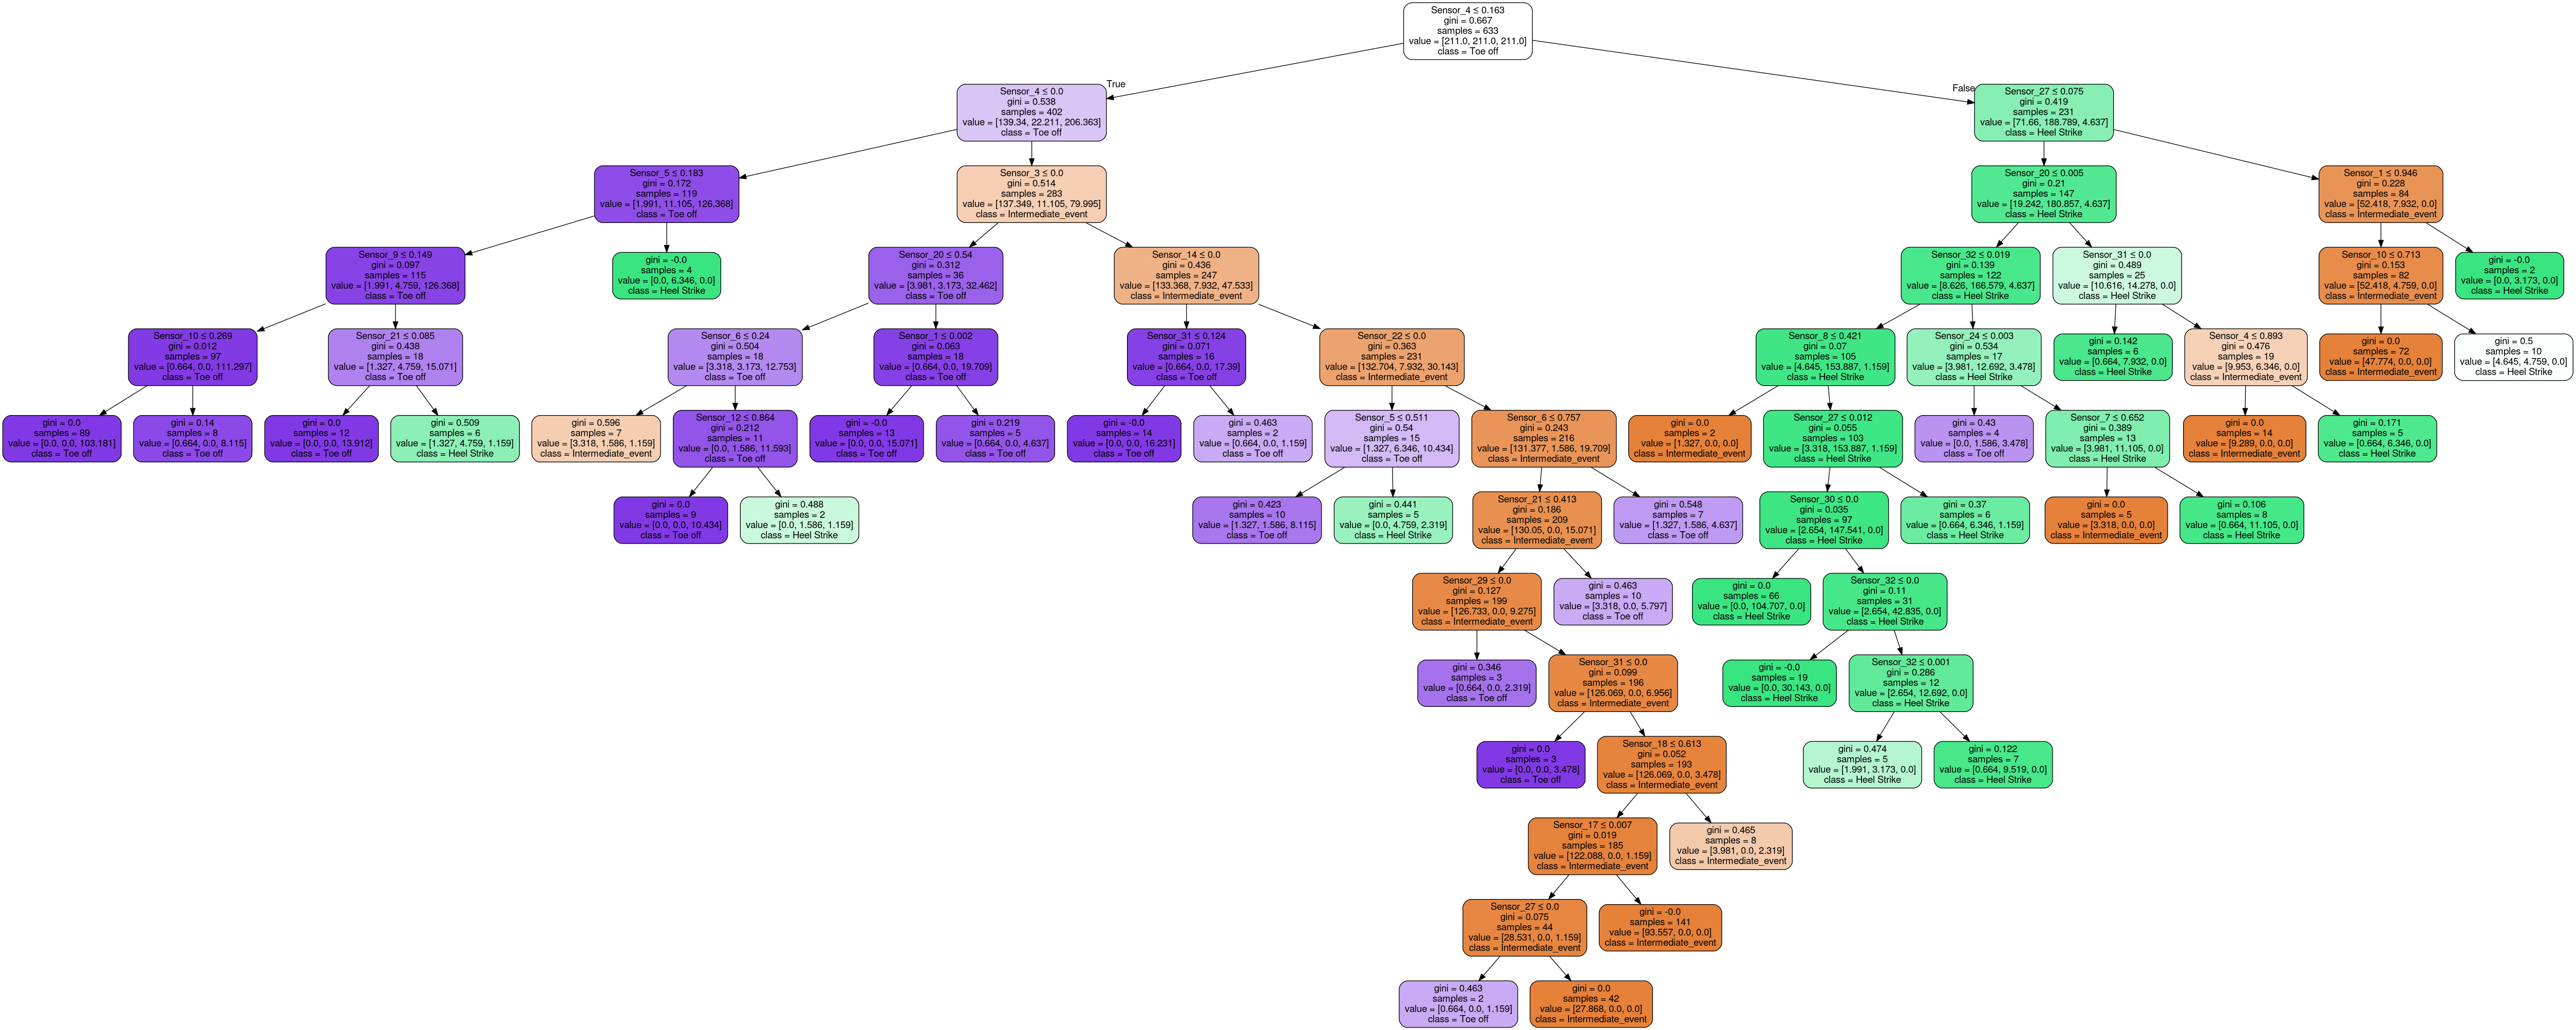 Sensor_4 ≤ 0.163
gini = 0.667
samples = 633
value = [211.0, 211.0, 211.0]
class = Toe off
True
False
Sensor_4 ≤ 0.0
gini = 0.538
samples = 402
value = [139.34, 22.211, 206.363]
class = Toe off
Sensor_27 ≤ 0.075
gini = 0.419
samples = 231
value = [71.66, 188.789, 4.637]
class = Heel Strike
Sensor_5 ≤ 0.183
gini = 0.172
samples = 119
value = [1.991, 11.105, 126.368]
class = Toe off
Sensor_3 ≤ 0.0
gini = 0.514
samples = 283
value = [137.349, 11.105, 79.995]
class = Intermediate_event
Sensor_20 ≤ 0.005
gini = 0.21
samples = 147
value = [19.242, 180.857, 4.637]
class = Heel Strike
Sensor_1 ≤ 0.946
gini = 0.228
samples = 84
value = [52.418, 7.932, 0.0]
class = Intermediate_event
Sensor_9 ≤ 0.149
gini = 0.097
samples = 115
value = [1.991, 4.759, 126.368]
class = Toe off
gini = -0.0
samples = 4
value = [0.0, 6.346, 0.0]
class = Heel Strike
Sensor_20 ≤ 0.54
gini = 0.312
samples = 36
value = [3.981, 3.173, 32.462]
class = Toe off
Sensor_14 ≤ 0.0
gini = 0.436
samples = 247
value = [133.368, 7.932, 47.533]
class = Intermediate_event
Sensor_32 ≤ 0.019
gini = 0.139
samples = 122
value = [8.626, 166.579, 4.637]
class = Heel Strike
Sensor_31 ≤ 0.0
gini = 0.489
samples = 25
value = [10.616, 14.278, 0.0]
class = Heel Strike
Sensor_10 ≤ 0.713
gini = 0.153
samples = 82
value = [52.418, 4.759, 0.0]
class = Intermediate_event
gini = -0.0
samples = 2
value = [0.0, 3.173, 0.0]
class = Heel Strike
Sensor_10 ≤ 0.269
gini = 0.012
samples = 97
value = [0.664, 0.0, 111.297]
class = Toe off
Sensor_21 ≤ 0.085
gini = 0.438
samples = 18
value = [1.327, 4.759, 15.071]
class = Toe off
Sensor_6 ≤ 0.24
gini = 0.504
samples = 18
value = [3.318, 3.173, 12.753]
class = Toe off
Sensor_1 ≤ 0.002
gini = 0.063
samples = 18
value = [0.664, 0.0, 19.709]
class = Toe off
Sensor_31 ≤ 0.124
gini = 0.071
samples = 16
value = [0.664, 0.0, 17.39]
class = Toe off
Sensor_22 ≤ 0.0
gini = 0.363
samples = 231
value = [132.704, 7.932, 30.143]
class = Intermediate_event
Sensor_8 ≤ 0.421
gini = 0.07
samples = 105
value = [4.645, 153.887, 1.159]
class = Heel Strike
Sensor_24 ≤ 0.003
gini = 0.534
samples = 17
value = [3.981, 12.692, 3.478]
class = Heel Strike
gini = 0.142
samples = 6
value = [0.664, 7.932, 0.0]
class = Heel Strike
Sensor_4 ≤ 0.893
gini = 0.476
samples = 19
value = [9.953, 6.346, 0.0]
class = Intermediate_event
gini = 0.0
samples = 72
value = [47.774, 0.0, 0.0]
class = Intermediate_event
gini = 0.5
samples = 10
value = [4.645, 4.759, 0.0]
class = Heel Strike
gini = 0.0
samples = 89
value = [0.0, 0.0, 103.181]
class = Toe off
gini = 0.14
samples = 8
value = [0.664, 0.0, 8.115]
class = Toe off
gini = 0.0
samples = 12
value = [0.0, 0.0, 13.912]
class = Toe off
gini = 0.509
samples = 6
value = [1.327, 4.759, 1.159]
class = Heel Strike
gini = 0.596
samples = 7
value = [3.318, 1.586, 1.159]
class = Intermediate_event
Sensor_12 ≤ 0.864
gini = 0.212
samples = 11
value = [0.0, 1.586, 11.593]
class = Toe off
gini = -0.0
samples = 13
value = [0.0, 0.0, 15.071]
class = Toe off
gini = 0.219
samples = 5
value = [0.664, 0.0, 4.637]
class = Toe off
gini = -0.0
samples = 14
value = [0.0, 0.0, 16.231]
class = Toe off
gini = 0.463
samples = 2
value = [0.664, 0.0, 1.159]
class = Toe off
Sensor_5 ≤ 0.511
gini = 0.54
samples = 15
value = [1.327, 6.346, 10.434]
class = Toe off
Sensor_6 ≤ 0.757
gini = 0.243
samples = 216
value = [131.377, 1.586, 19.709]
class = Intermediate_event
gini = 0.0
samples = 2
value = [1.327, 0.0, 0.0]
class = Intermediate_event
Sensor_27 ≤ 0.012
gini = 0.055
samples = 103
value = [3.318, 153.887, 1.159]
class = Heel Strike
gini = 0.43
samples = 4
value = [0.0, 1.586, 3.478]
class = Toe off
Sensor_7 ≤ 0.652
gini = 0.389
samples = 13
value = [3.981, 11.105, 0.0]
class = Heel Strike
gini = 0.0
samples = 14
value = [9.289, 0.0, 0.0]
class = Intermediate_event
gini = 0.171
samples = 5
value = [0.664, 6.346, 0.0]
class = Heel Strike
gini = 0.0
samples = 9
value = [0.0, 0.0, 10.434]
class = Toe off
gini = 0.488
samples = 2
value = [0.0, 1.586, 1.159]
class = Heel Strike
gini = 0.423
samples = 10
value = [1.327, 1.586, 8.115]
class = Toe off
gini = 0.441
samples = 5
value = [0.0, 4.759, 2.319]
class = Heel Strike
Sensor_21 ≤ 0.413
gini = 0.186
samples = 209
value = [130.05, 0.0, 15.071]
class = Intermediate_event
gini = 0.548
samples = 7
value = [1.327, 1.586, 4.637]
class = Toe off
Sensor_30 ≤ 0.0
gini = 0.035
samples = 97
value = [2.654, 147.541, 0.0]
class = Heel Strike
gini = 0.37
samples = 6
value = [0.664, 6.346, 1.159]
class = Heel Strike
gini = 0.0
samples = 5
value = [3.318, 0.0, 0.0]
class = Intermediate_event
gini = 0.106
samples = 8
value = [0.664, 11.105, 0.0]
class = Heel Strike
Sensor_29 ≤ 0.0
gini = 0.127
samples = 199
value = [126.733, 0.0, 9.275]
class = Intermediate_event
gini = 0.463
samples = 10
value = [3.318, 0.0, 5.797]
class = Toe off
gini = 0.0
samples = 66
value = [0.0, 104.707, 0.0]
class = Heel Strike
Sensor_32 ≤ 0.0
gini = 0.11
samples = 31
value = [2.654, 42.835, 0.0]
class = Heel Strike
gini = 0.346
samples = 3
value = [0.664, 0.0, 2.319]
class = Toe off
Sensor_31 ≤ 0.0
gini = 0.099
samples = 196
value = [126.069, 0.0, 6.956]
class = Intermediate_event
gini = -0.0
samples = 19
value = [0.0, 30.143, 0.0]
class = Heel Strike
Sensor_32 ≤ 0.001
gini = 0.286
samples = 12
value = [2.654, 12.692, 0.0]
class = Heel Strike
gini = 0.0
samples = 3
value = [0.0, 0.0, 3.478]
class = Toe off
Sensor_18 ≤ 0.613
gini = 0.052
samples = 193
value = [126.069, 0.0, 3.478]
class = Intermediate_event
gini = 0.474
samples = 5
value = [1.991, 3.173, 0.0]
class = Heel Strike
gini = 0.122
samples = 7
value = [0.664, 9.519, 0.0]
class = Heel Strike
Sensor_17 ≤ 0.007
gini = 0.019
samples = 185
value = [122.088, 0.0, 1.159]
class = Intermediate_event
gini = 0.465
samples = 8
value = [3.981, 0.0, 2.319]
class = Intermediate_event
Sensor_27 ≤ 0.0
gini = 0.075
samples = 44
value = [28.531, 0.0, 1.159]
class = Intermediate_event
gini = -0.0
samples = 141
value = [93.557, 0.0, 0.0]
class = Intermediate_event
gini = 0.463
samples = 2
value = [0.664, 0.0, 1.159]
class = Toe off
gini = 0.0
samples = 42
value = [27.868, 0.0, 0.0]
class = Intermediate_event